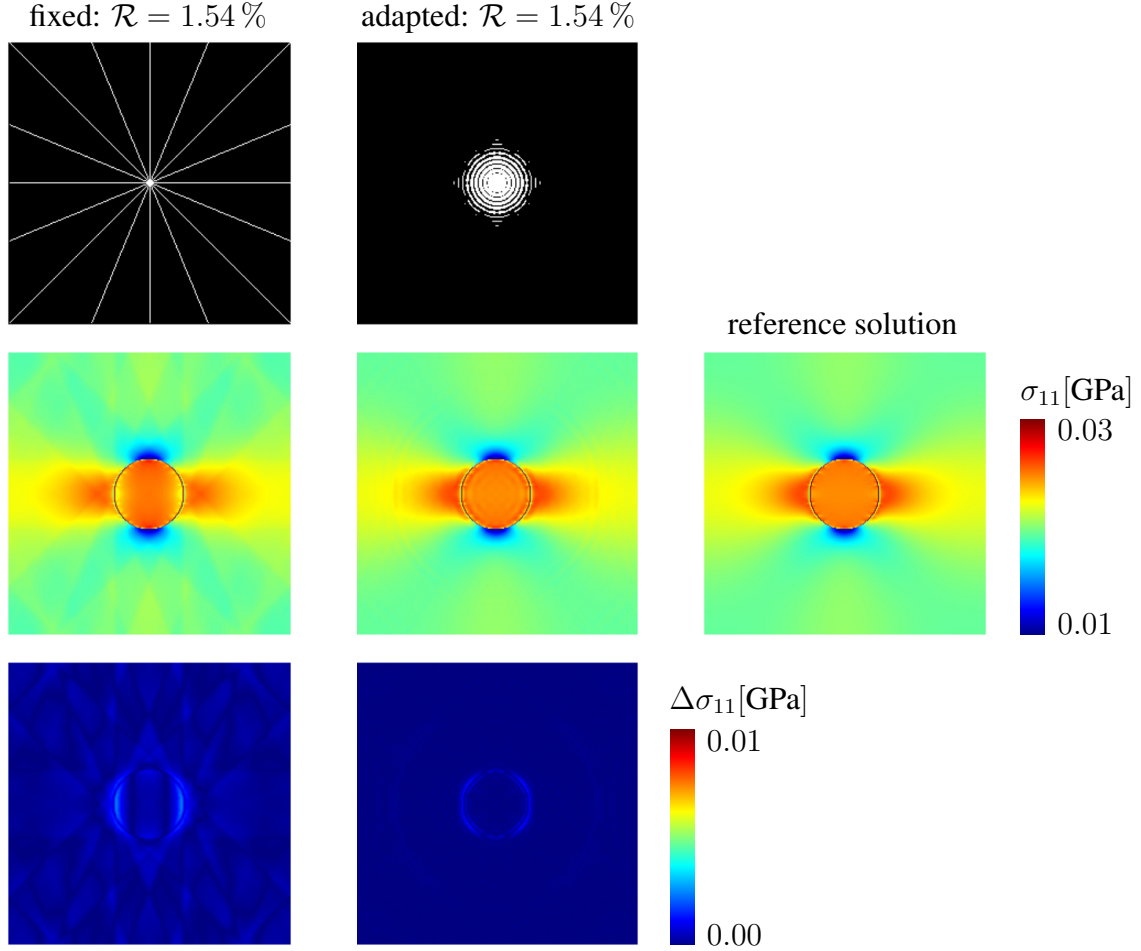 fixed: R = 1.54 %
adapted: R = 1.54 %
reference solution
σ₁₁[GPa]
0.03
0.01
Δσ₁₁[GPa]
0.01
0.00